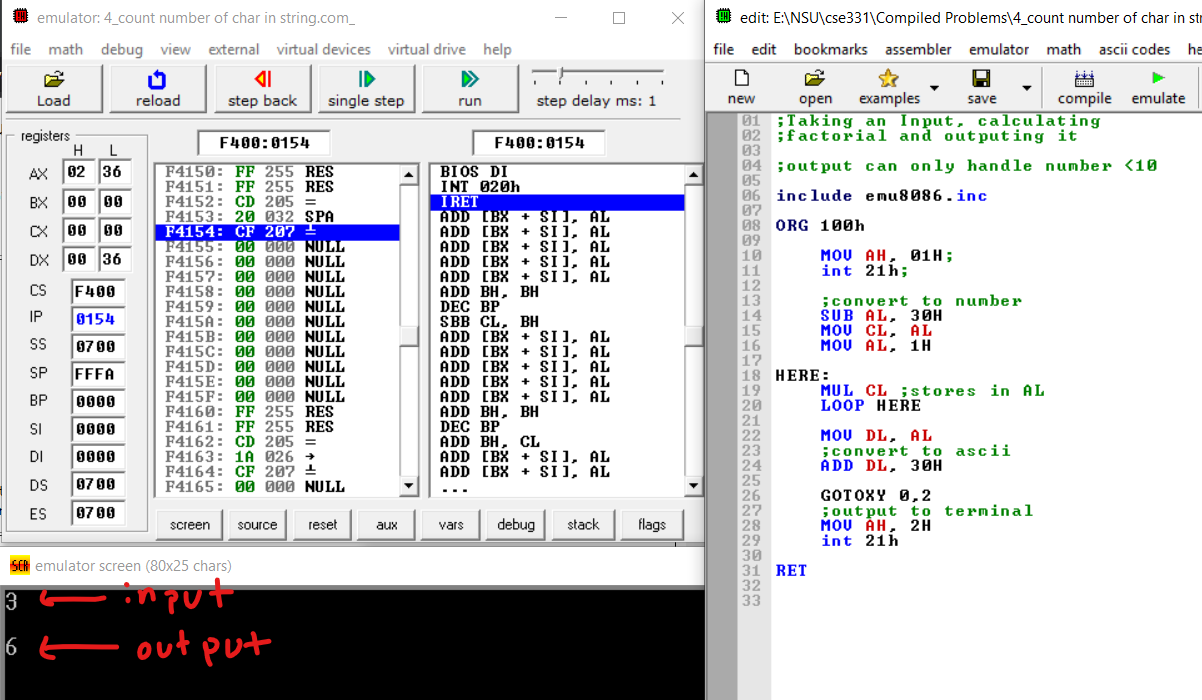 emulator: 4_count number of char in string.com_
file math debug view external virtual devices virtual drive help
Load reload step back single step run step delay ms: 1
registers
H L
AX 02 36
BX 00 00
CX 00 00
DX 00 36
CS F400
IP 0154
SS 0700
SP FFFA
BP 0000
SI 0000
DI 0000
DS 0700
ES 0700
F400:0154
F4150: FF 255 RES
F4151: FF 255 RES
F4152: CD 205 =
F4153: 20 032 SPA
F4154: CF 207 ╧
F4155: 00 000 NULL
F4156: 00 000 NULL
F4157: 00 000 NULL
F4158: 00 000 NULL
F4159: 00 000 NULL
F415A: 00 000 NULL
F415B: 00 000 NULL
F415C: 00 000 NULL
F415D: 00 000 NULL
F415E: 00 000 NULL
F415F: 00 000 NULL
F4160: FF 255 RES
F4161: FF 255 RES
F4162: CD 205 =
F4163: 1A 026 →
F4164: CF 207 ╧
F4165: 00 000 NULL
F400:0154
BIOS DI
INT 020h
IRET
ADD [BX + SI], AL
ADD [BX + SI], AL
ADD [BX + SI], AL
ADD [BX + SI], AL
ADD [BX + SI], AL
ADD BH, BH
DEC BP
SBB CL, BH
ADD [BX + SI], AL
ADD [BX + SI], AL
ADD [BX + SI], AL
ADD [BX + SI], AL
ADD [BX + SI], AL
ADD BH, BH
DEC BP
ADD BH, CL
ADD [BX + SI], AL
ADD [BX + SI], AL
...
screen source reset aux vars debug stack flags
SCR emulator screen (80x25 chars)
3 ← input
6 ← output
edit: E:\NSU\cse331\Compiled Problems\4_count number of char in st
file edit bookmarks assembler emulator math ascii codes he
new open examples save compile emulate
01 ;Taking an Input, calculating
02 ;factorial and outputing it
03
04 ;output can only handle number <10
05
06 include emu8086.inc
07
08 ORG 100h
09
10 MOV AH, 01H;
11 int 21h;
12
13 ;convert to number
14 SUB AL, 30H
15 MOV CL, AL
16 MOV AL, 1H
17
18 HERE:
19 MUL CL ;stores in AL
20 LOOP HERE
21
22 MOV DL, AL
23 ;convert to ascii
24 ADD DL, 30H
25
26 GOTOXY 0,2
27 ;output to terminal
28 MOV AH, 2H
29 int 21h
30
31 RET
32
33